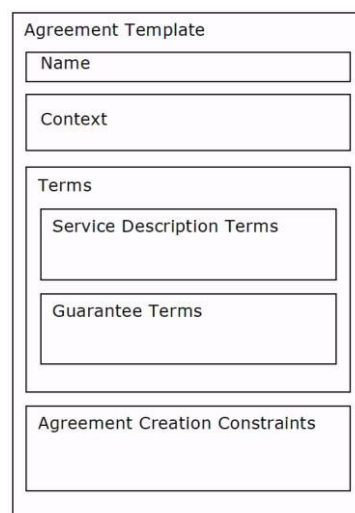 Agreement Template
Name
Context
Terms
Service Description Terms
Guarantee Terms
Agreement Creation Constraints